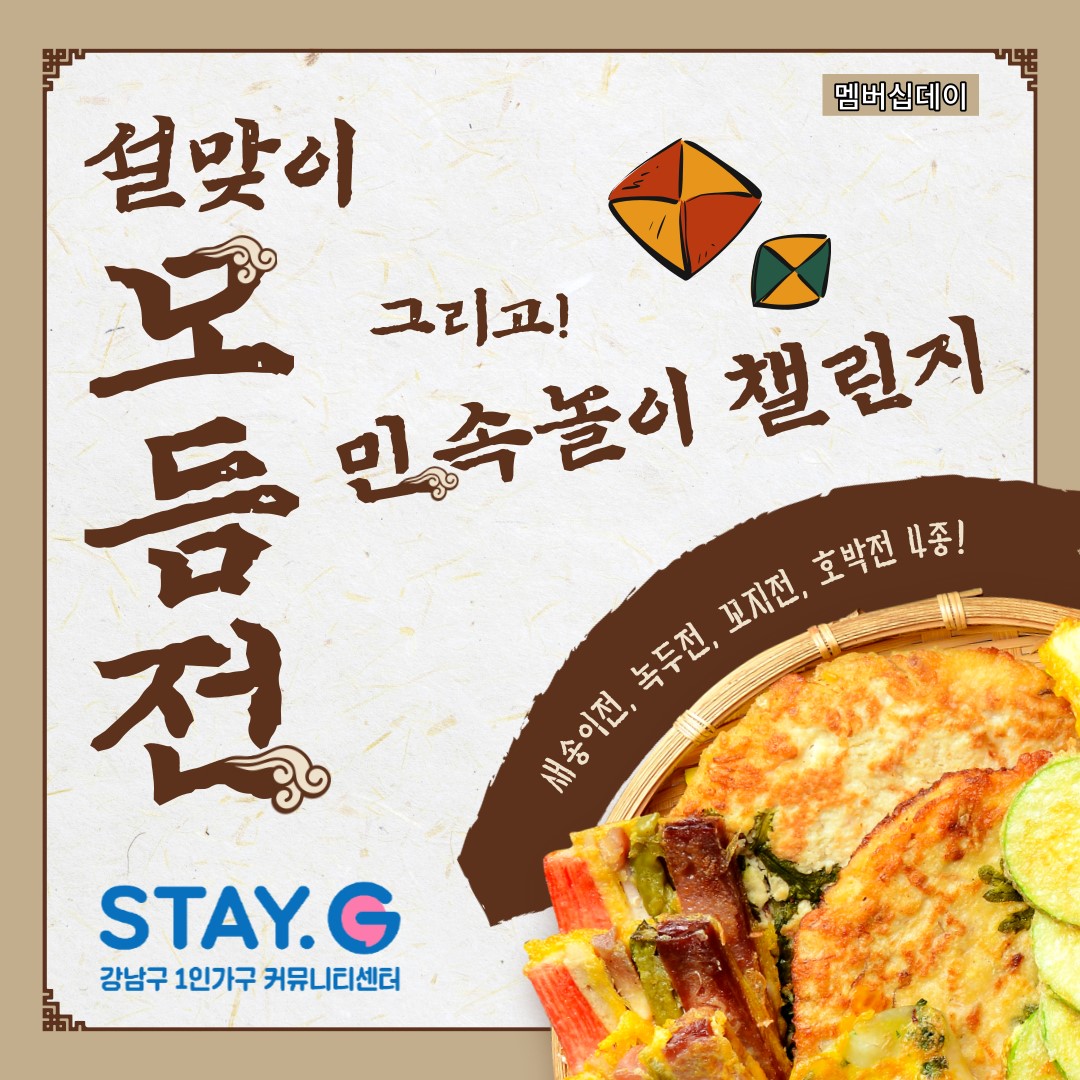 멤버십데이
설맞이
모듬전
그리고!
민속놀이 챌린지
새송이전, 녹두전, 꼬지전, 호박전 4종!
STAY.G
강남구 1인가구 커뮤니티센터